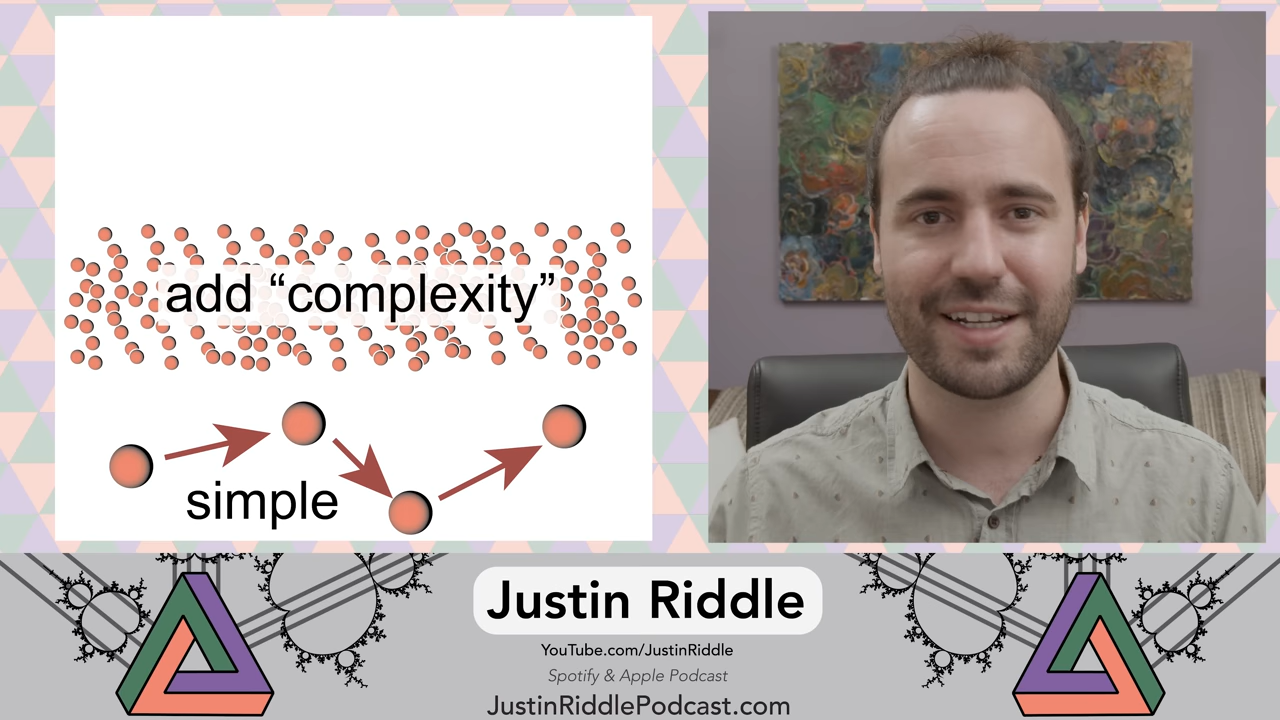 add “complexity”
simple
Justin Riddle
YouTube.com/JustinRiddle
Spotify & Apple Podcast
JustinRiddlePodcast.com